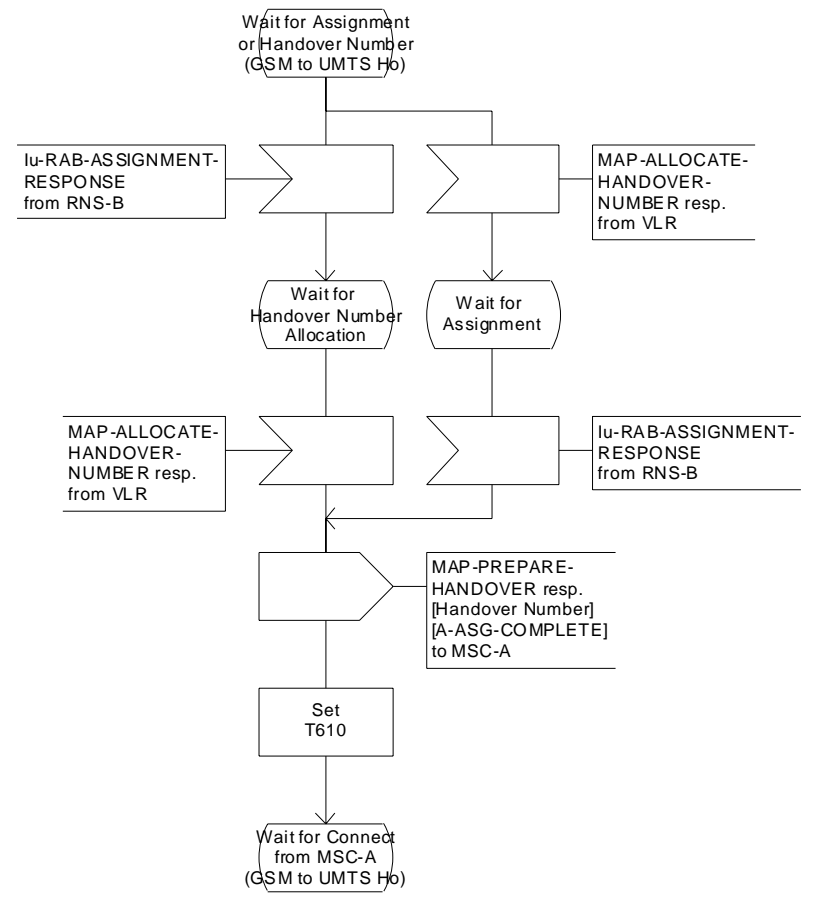 Wait for Assignment
or Handover Number
(GSM to UMTS Ho)
Iu-RAB-ASSIGNMENT-
RESPONSE
from RNS-B
MAP-ALLOCATE-
HANDOVER-
NUMBER resp.
from VLR
Wait for
Handover Number
Allocation
Wait for
Assignment
MAP-ALLOCATE-
HANDOVER-
NUMBER resp.
from VLR
Iu-RAB-ASSIGNMENT-
RESPONSE
from RNS-B
MAP-PREPARE-
HANDOVER resp.
[Handover Number]
[A-ASG-COMPLETE]
to MSC-A
Set
T610
Wait for Connect
from MSC-A
(GSM to UMTS Ho)